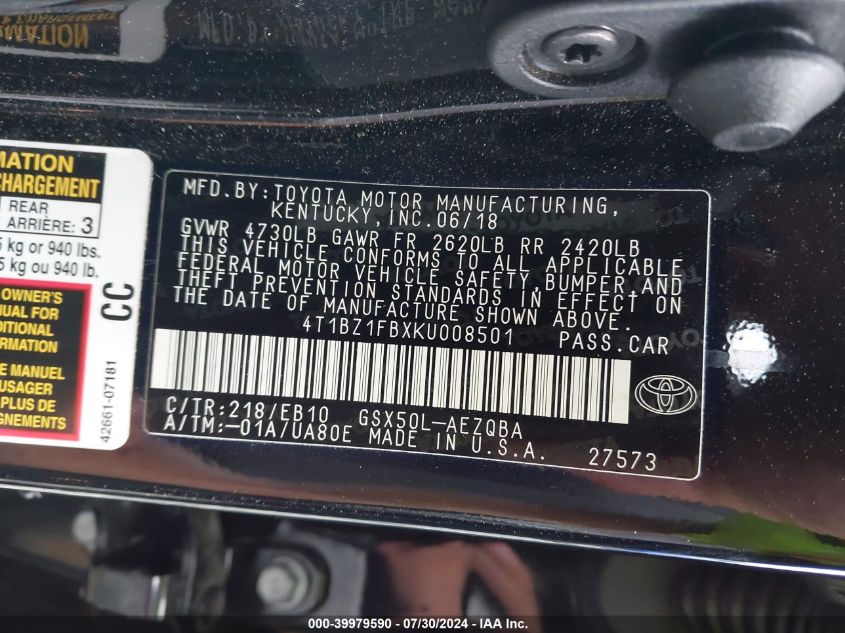 MATION
CHARGEMENT
REAR
ARRIÈRE: 3
5 kg or 940 lbs.
5 kg ou 940 lb.
OWNER'S
NUAL FOR
DITIONAL
ORMATION
E MANUEL
USAGER
PLUS DE
GNEMENTS
CC
42661-07181
MFD.BY:TOYOTA MOTOR MANUFACTURING,
KENTUCKY,INC.06/18
GVWR 4730LB GAWR FR 2620LB RR 2420LB
THIS VEHICLE CONFORMS TO ALL APPLICABLE
FEDERAL MOTOR VEHICLE SAFETY,BUMPER,AND
THEFT PREVENTION STANDARDS IN EFFECT ON
THE DATE OF MANUFACTURE SHOWN ABOVE.
4T1BZ1FBXKU008501 PASS.CAR
C/TR:218/EB10 GSX50L-AEZQBA
A/TM:-01A/UA80E MADE IN U.S.A. 27573
000-39979590 - 07/30/2024 - IAA Inc.